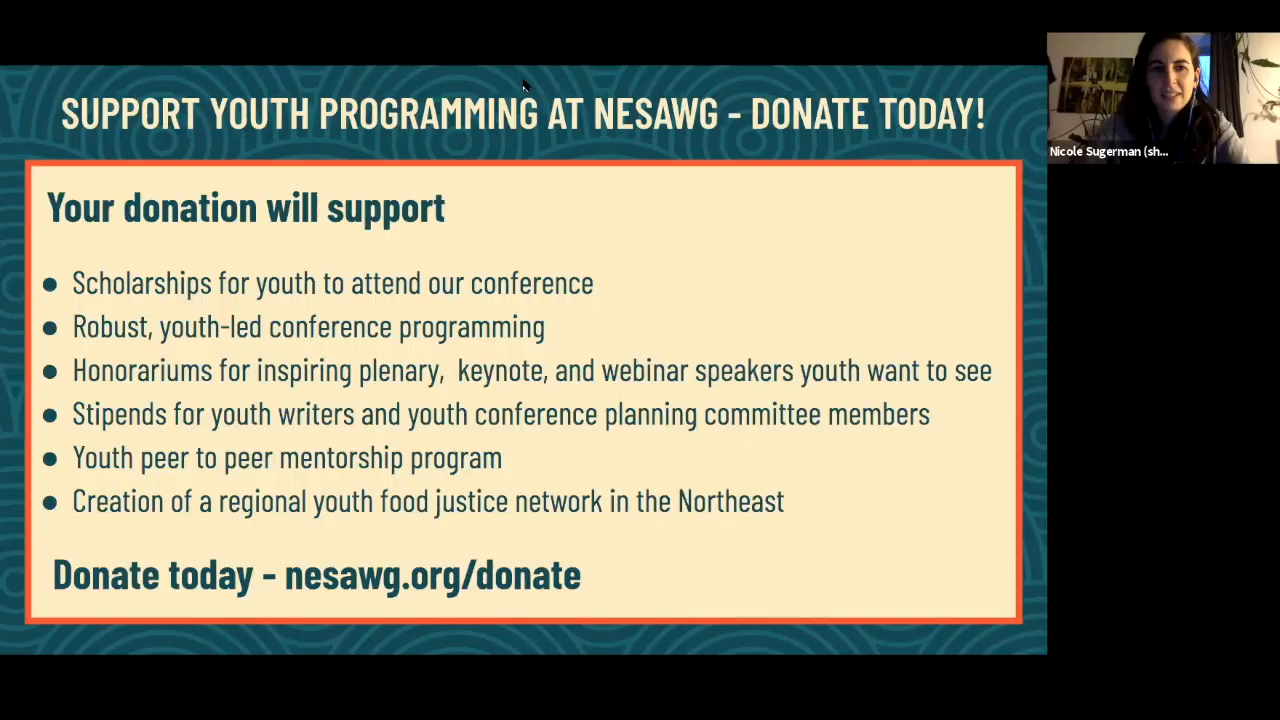 SUPPORT YOUTH PROGRAMMING AT NESAWG - DONATE TODAY!
Your donation will support
● Scholarships for youth to attend our conference
● Robust, youth-led conference programming
● Honorariums for inspiring plenary,  keynote, and webinar speakers youth want to see
● Stipends for youth writers and youth conference planning committee members
● Youth peer to peer mentorship program
● Creation of a regional youth food justice network in the Northeast
Donate today - nesawg.org/donate
Nicole Sugerman (sh...